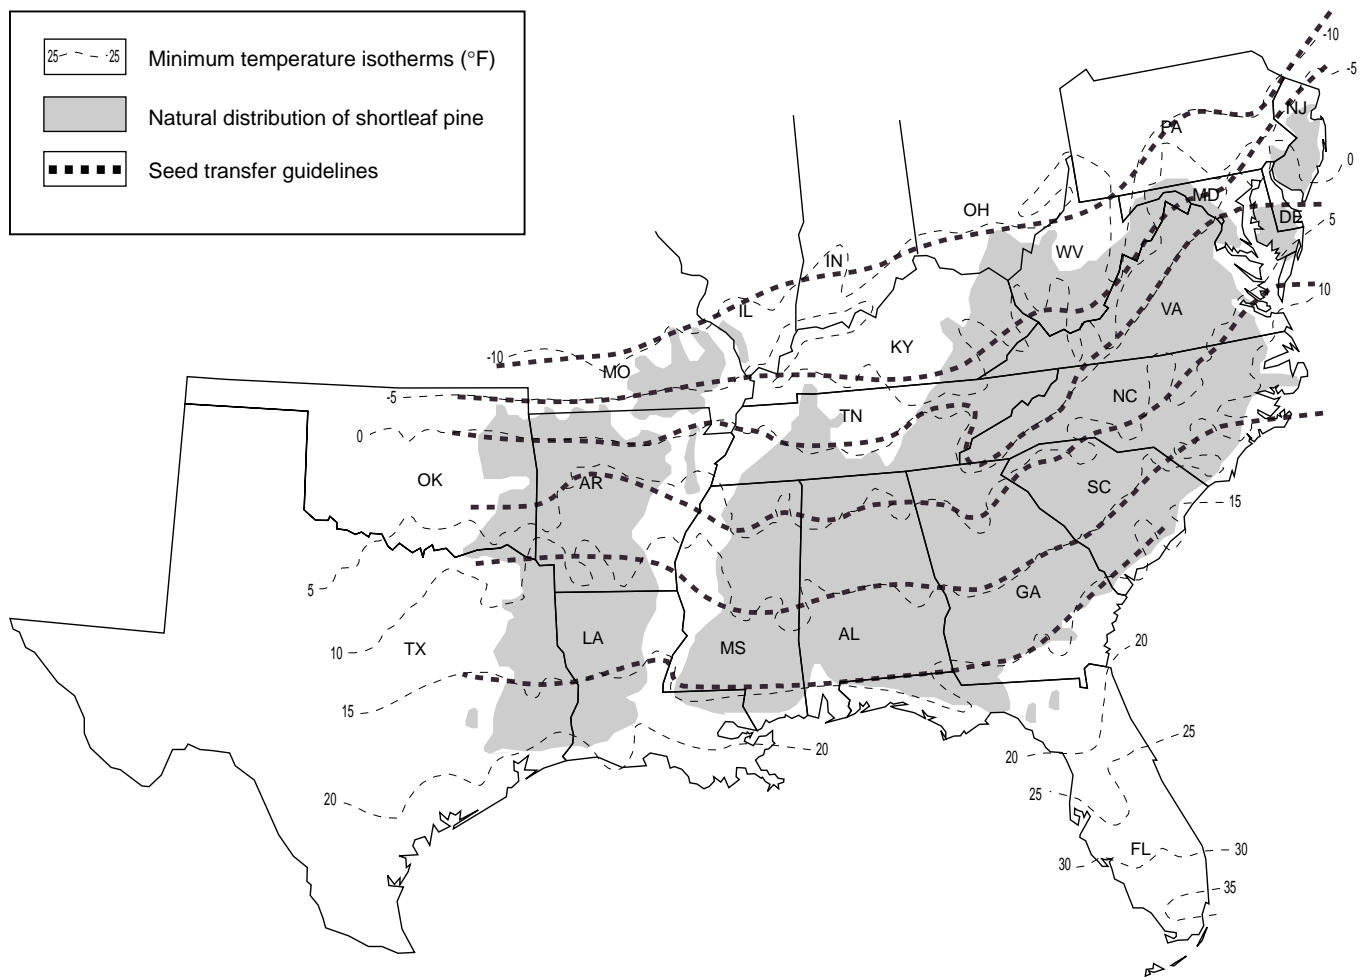 25 25 Minimum temperature isotherms (°F)
Natural distribution of shortleaf pine
Seed transfer guidelines
-10
-5
NJ
PA
0
MD
OH
DE
5
WV
IN
10
IL
VA
KY
-10
MO
-5
NC
TN
0
OK
AR
SC
15
5
GA
LA
AL
TX
MS
10
20
15
25
20
20
25
20
FL
30
30
35